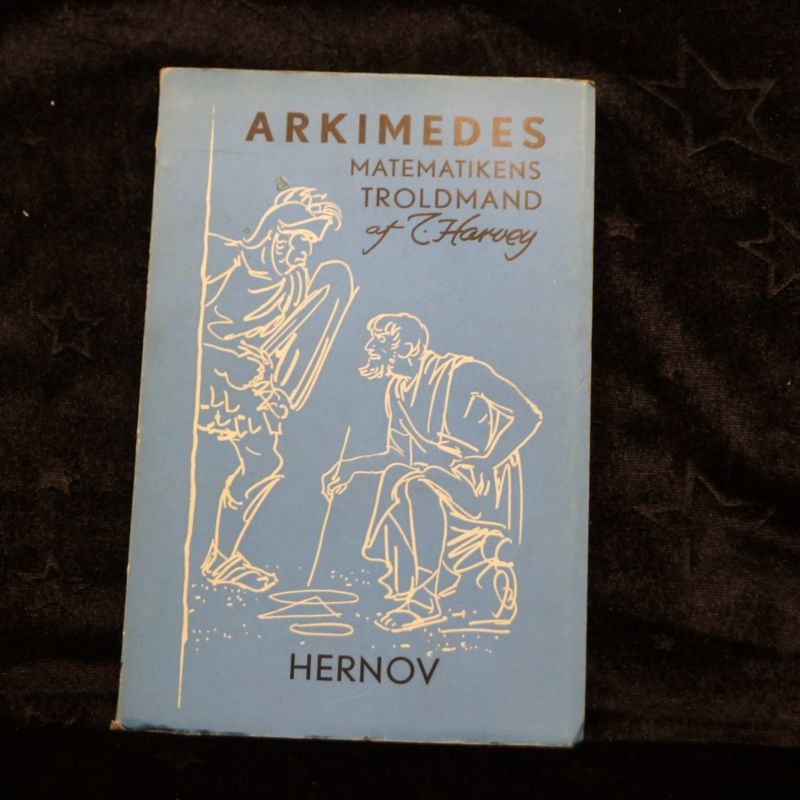 ARKIMEDES
MATEMATIKENS
TROLDMAND
af T. Harvey
HERNOV